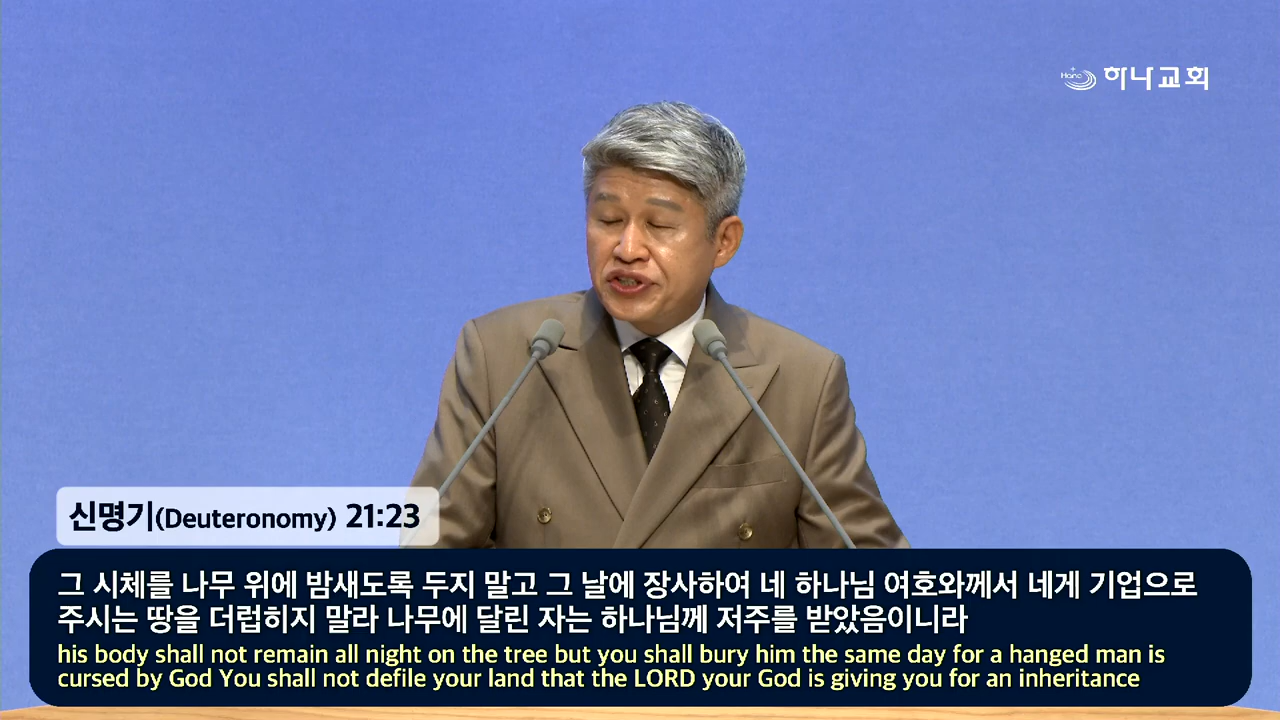 Hana 하나교회
신명기(Deuteronomy) 21:23
그 시체를 나무 위에 밤새도록 두지 말고 그 날에 장사하여 네 하나님 여호와께서 네게 기업으로
주시는 땅을 더럽히지 말라 나무에 달린 자는 하나님께 저주를 받았음이니라
his body shall not remain all night on the tree but you shall bury him the same day for a hanged man is
cursed by God You shall not defile your land that the LORD your God is giving you for an inheritance